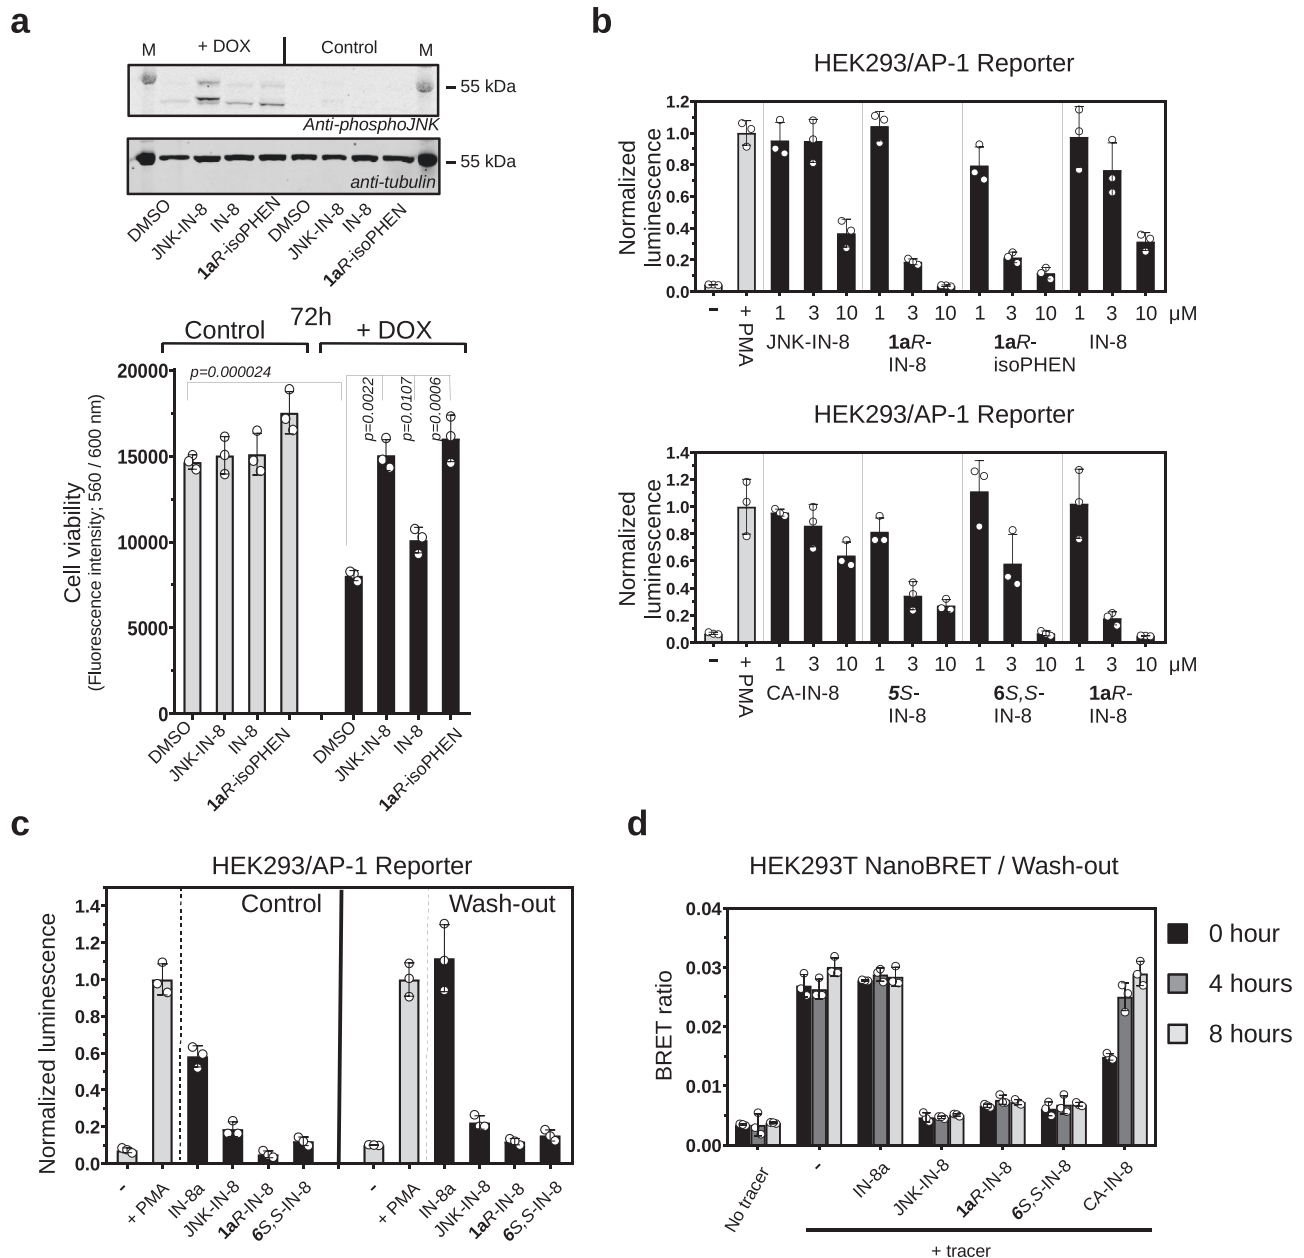 a
M
+ DOX
Control
M
55 kDa
Anti-phosphoJNK
55 kDa
anti-tubulin
DMSO
JNK-IN-8
IN-8
1aR-isoPHEN
DMSO
JNK-IN-8
IN-8
1aR-isoPHEN
72h
Control
+ DOX
p=0.000024
p=0.0022
p=0.0107
p=0.0006
Cell viability
(Fluorescence intensity; 560 / 600 nm)
20000
15000
10000
5000
0
DMSO
JNK-IN-8
IN-8
1aR-isoPHEN
DMSO
JNK-IN-8
IN-8
1aR-isoPHEN
b
HEK293/AP-1 Reporter
Normalized
luminescence
1.2
1.0
0.8
0.6
0.4
0.2
0.0
- + PMA 1 3 10 1 3 10 1 3 10 1 3 10 µM
JNK-IN-8 1aR- 1aR- IN-8
IN-8 isoPHEN
HEK293/AP-1 Reporter
Normalized
luminescence
1.4
1.2
1.0
0.8
0.6
0.4
0.2
0.0
- + PMA 1 3 10 1 3 10 1 3 10 1 3 10 µM
CA-IN-8 5S- 6S,S- 1aR-
IN-8 IN-8 IN-8
c
HEK293/AP-1 Reporter
Control
Wash-out
Normalized luminescence
1.4
1.2
1.0
0.8
0.6
0.4
0.2
0.0
-
+ PMA
IN-8a
JNK-IN-8
1aR-IN-8
6S,S-IN-8
-
+ PMA
IN-8a
JNK-IN-8
1aR-IN-8
6S,S-IN-8
d
HEK293T NanoBRET / Wash-out
BRET ratio
0.04
0.03
0.02
0.01
0.00
0 hour
4 hours
8 hours
No tracer
-
IN-8a
JNK-IN-8
1aR-IN-8
6S,S-IN-8
CA-IN-8
+ tracer